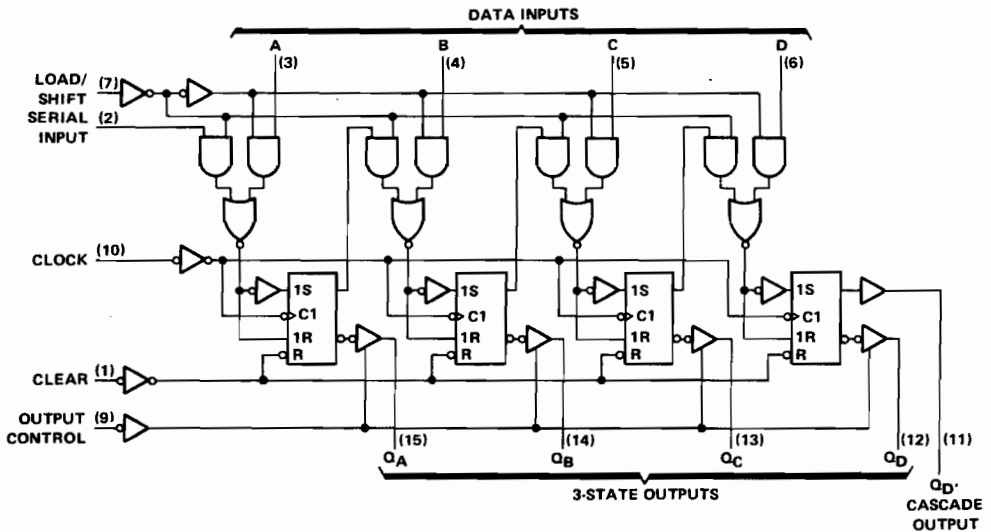 DATA INPUTS
A B C D
(3) (4) (5) (6)
LOAD/ (7)
SHIFT
SERIAL
INPUT (2)
CLOCK (10)
1S 1S 1S 1S
C1 C1 C1 C1
1R 1R 1R 1R
R R R R
CLEAR (1)
OUTPUT (9)
CONTROL
(15) (14) (13) (12) (11)
QA QB QC QD
3-STATE OUTPUTS
QD'
CASCADE
OUTPUT